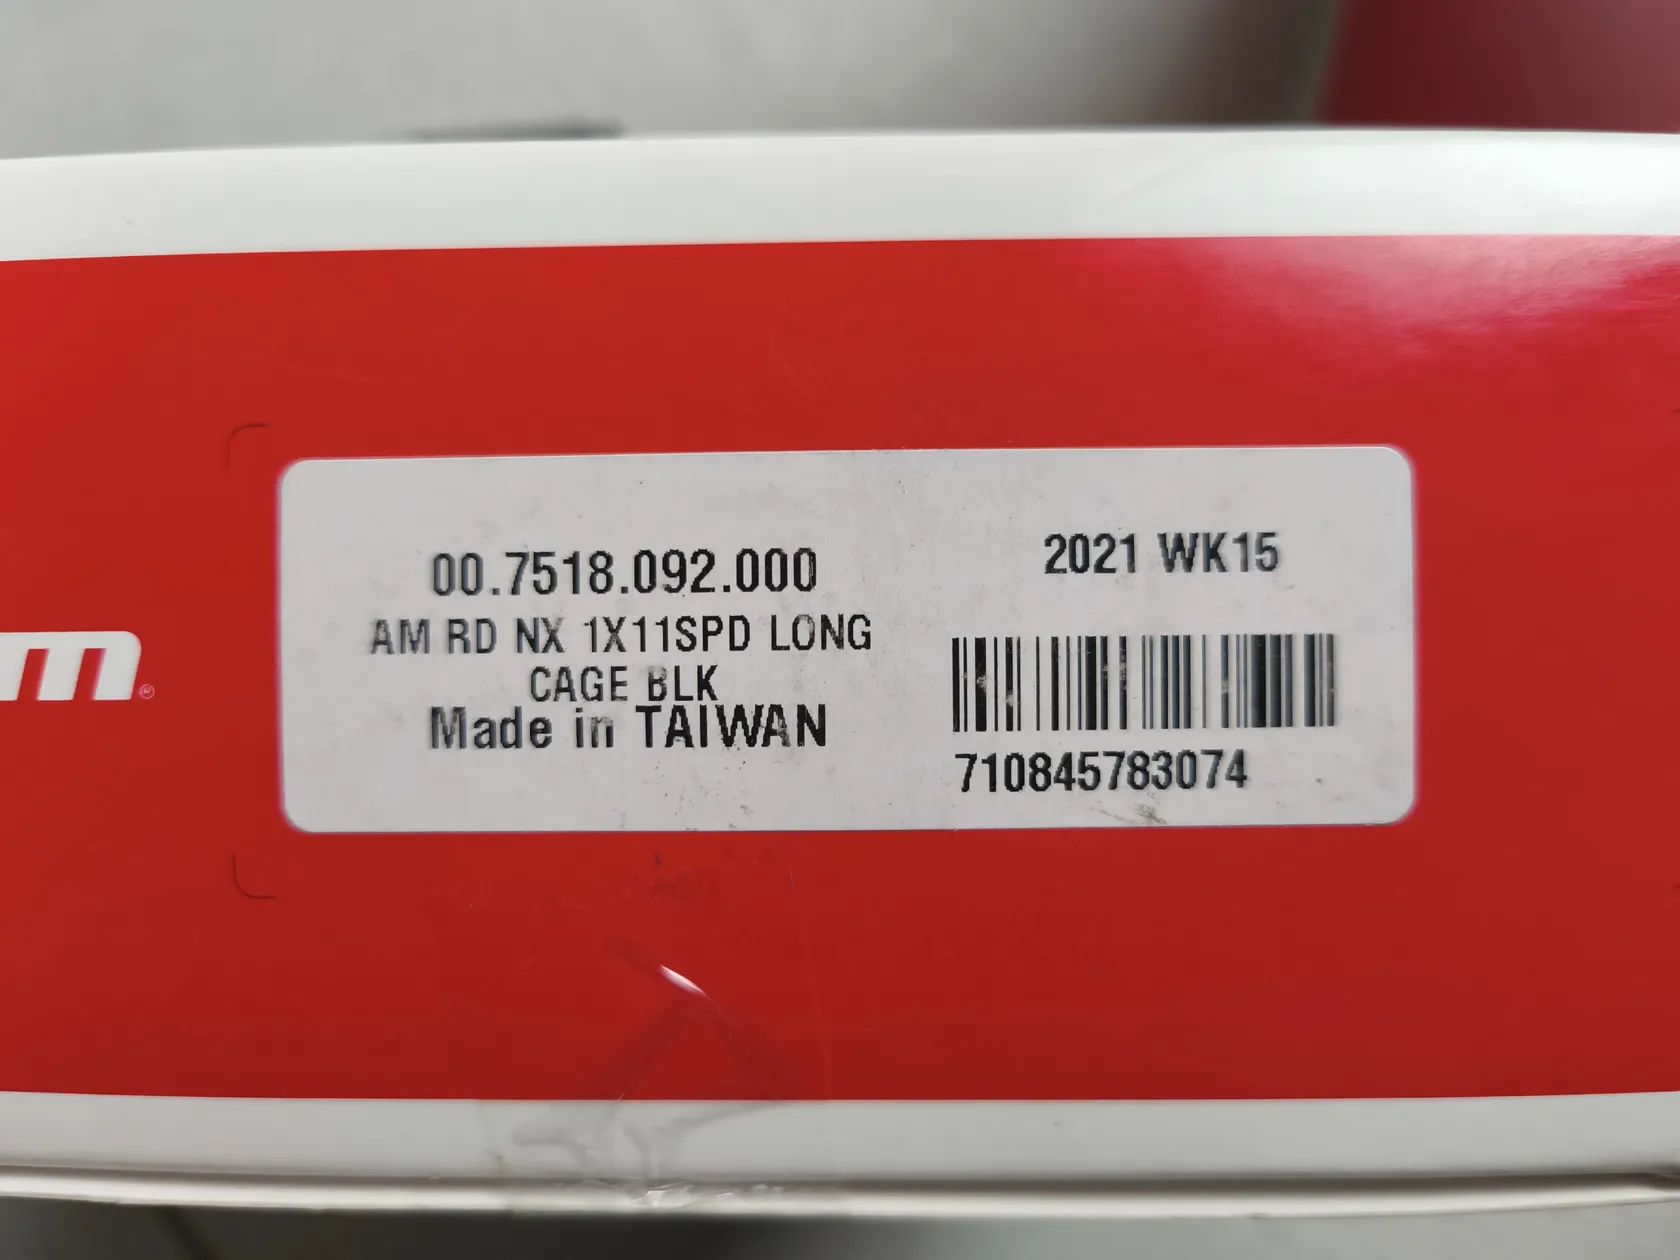 m®
00.7518.092.000
AM RD NX 1X11SPD LONG
CAGE BLK
Made in TAIWAN
2021 WK15
710845783074